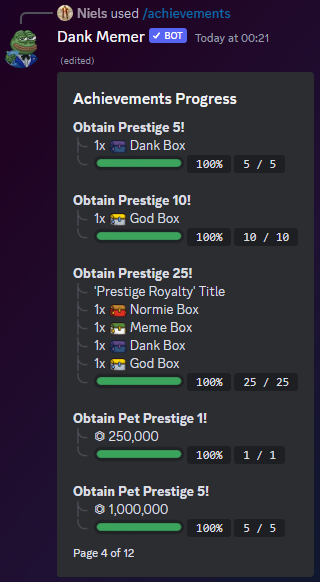 Niels used /achievements
Dank Memer ✓ BOT Today at 00:21
(edited)
Achievements Progress
Obtain Prestige 5!
1x Dank Box
100% 5 / 5
Obtain Prestige 10!
1x God Box
100% 10 / 10
Obtain Prestige 25!
'Prestige Royalty' Title
1x Normie Box
1x Meme Box
1x Dank Box
1x God Box
100% 25 / 25
Obtain Pet Prestige 1!
250,000
100% 1 / 1
Obtain Pet Prestige 5!
1,000,000
100% 5 / 5
Page 4 of 12